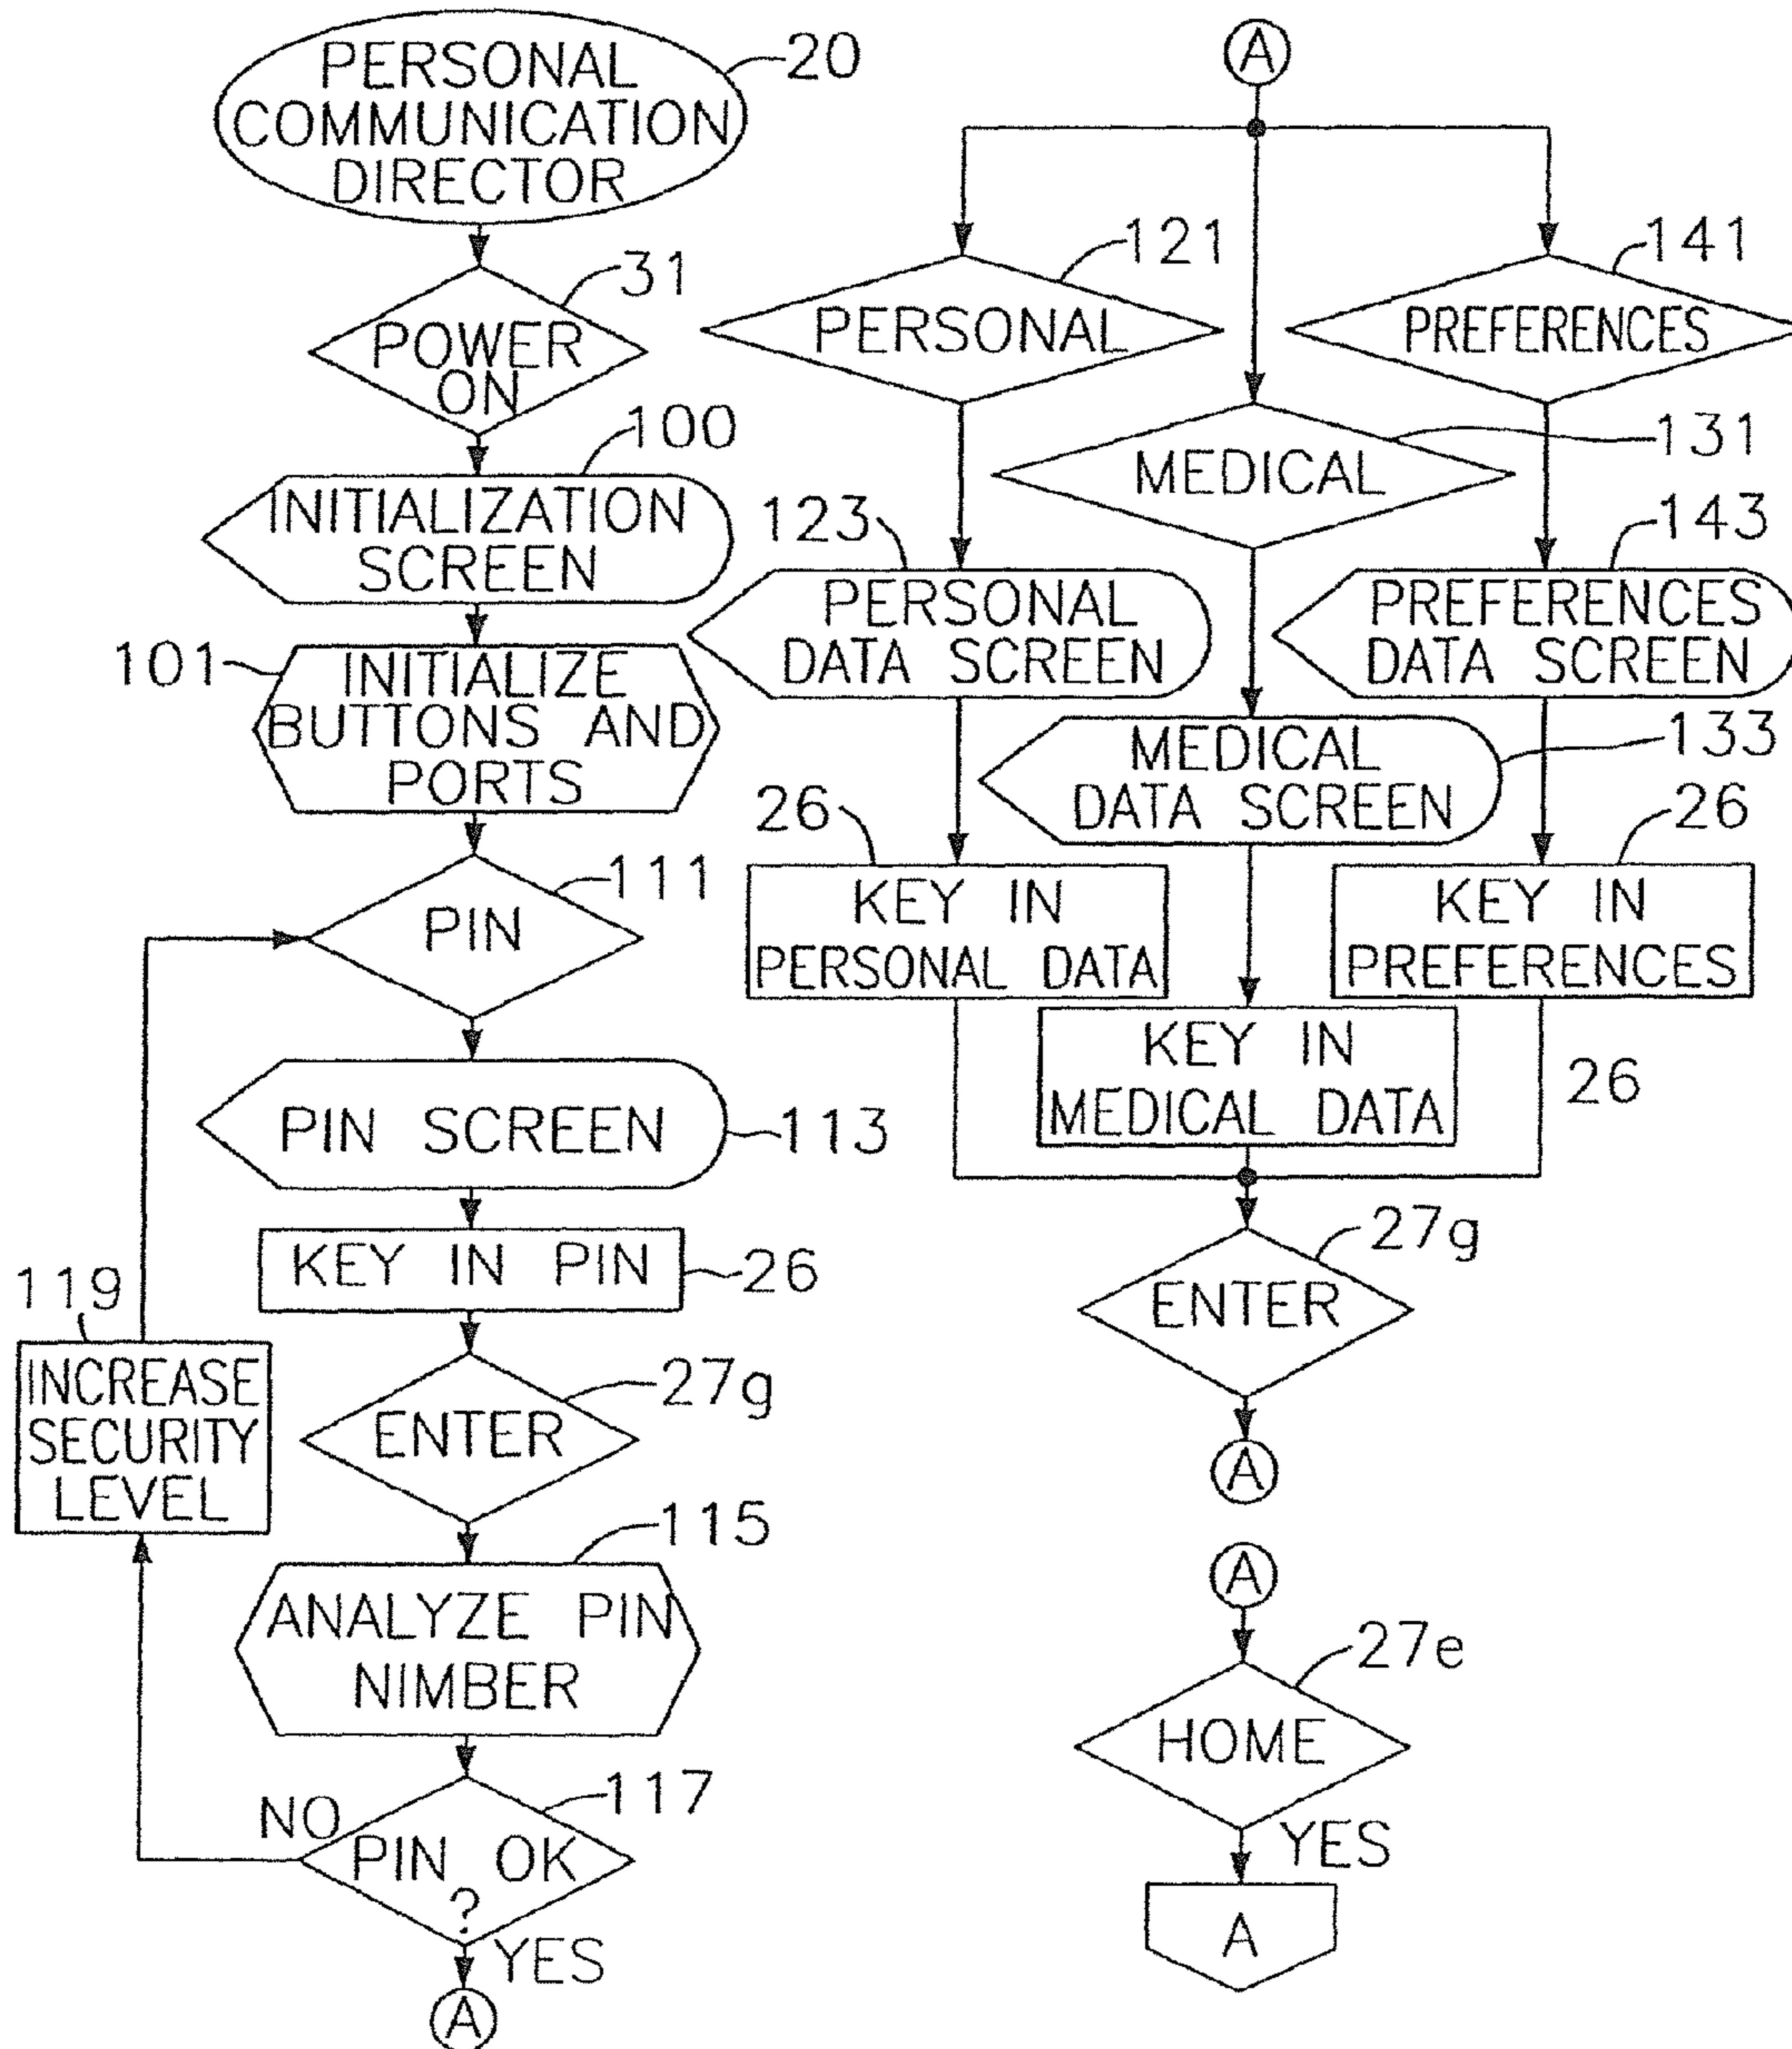 PERSONAL
COMMUNICATION
DIRECTOR
20
POWER
ON
31
INITIALIZATION
SCREEN
100
INITIALIZE
BUTTONS AND
PORTS
101
PIN
111
PIN SCREEN
113
KEY IN PIN
26
ENTER
27g
ANALYZE PIN
NIMBER
115
PIN OK
?
117
NO
YES
A
INCREASE
SECURITY
LEVEL
119
A
PERSONAL
121
MEDICAL
131
PREFERENCES
141
PERSONAL
DATA SCREEN
123
MEDICAL
DATA SCREEN
133
PREFERENCES
DATA SCREEN
143
KEY IN
PERSONAL DATA
26
KEY IN
MEDICAL DATA
26
KEY IN
PREFERENCES
26
ENTER
27g
A
A
HOME
27e
YES
A